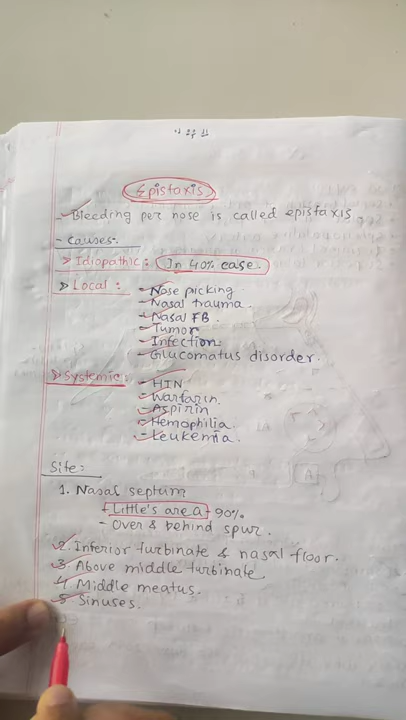 Epistaxis
- Bleeding per nose is called epistaxis.
- Causes:
> Idiopathic: In 40% case.
> Local: - Nose picking
- Nasal trauma.
- Nasal FB.
- Tumor
- Infection
- Glucomatus disorder.
> Systemic: - HTN
- Warfarin.
- Aspirin
- Hemophilia.
- Leukemia.
Site:
1. Nasal septum
- Little's area - 90%.
- Over & behind spur.
2. Inferior turbinate & nasal floor.
3. Above middle turbinate.
4. Middle meatus.
5. Sinuses.